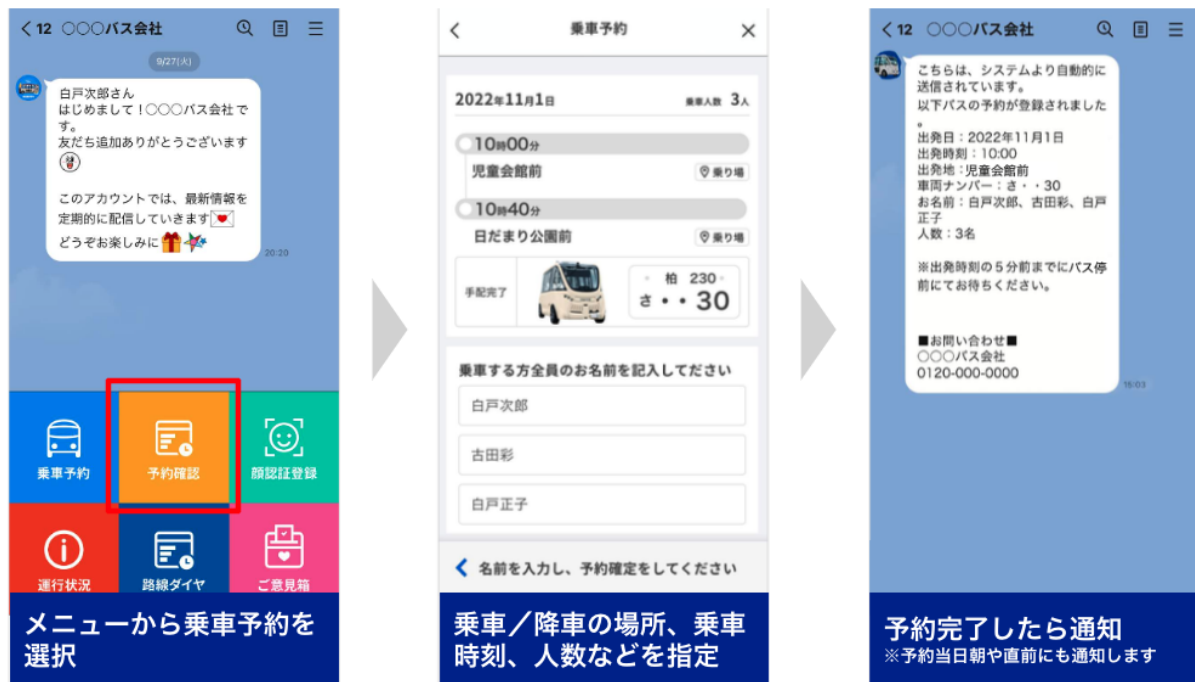 12 ○○○バス会社
9/27(火)
白戸次郎さん
はじめまして！○○○バス会社で
す。
友だち追加ありがとうございます
このアカウントでは、最新情報を
定期的に配信していきます
どうぞお楽しみに
20:20
乗車予約
予約確認
顔認証登録
運行状況
路線ダイヤ
ご意見箱
メニューから乗車予約を
選択
乗車予約
2022年11月1日
乗車人数 3人
10時00分
児童会館前
乗り場
10時40分
日だまり公園前
乗り場
手配完了
柏 230
さ・・30
乗車する方全員のお名前を記入してださい
白戸次郎
古田彩
白戸正子
名前を入力し、予約確定をしてください
乗車／降車の場所、乗車
時刻、人数などを指定
12 ○○○バス会社
こちらは、システムより自動的に
送信されています。
以下バスの予約が登録されました
。
出発日：2022年11月1日
出発時刻：10:00
出発地：児童会館前
車両ナンバー：さ・・30
お名前：白戸次郎、古田彩、白戸
正子
人数：3名
※出発時刻の５分前までにバス停
前にてお待ちください。
■お問い合わせ■
○○○バス会社
0120-000-0000
16:03
予約完了したら通知
※予約当日朝や直前にも通知します